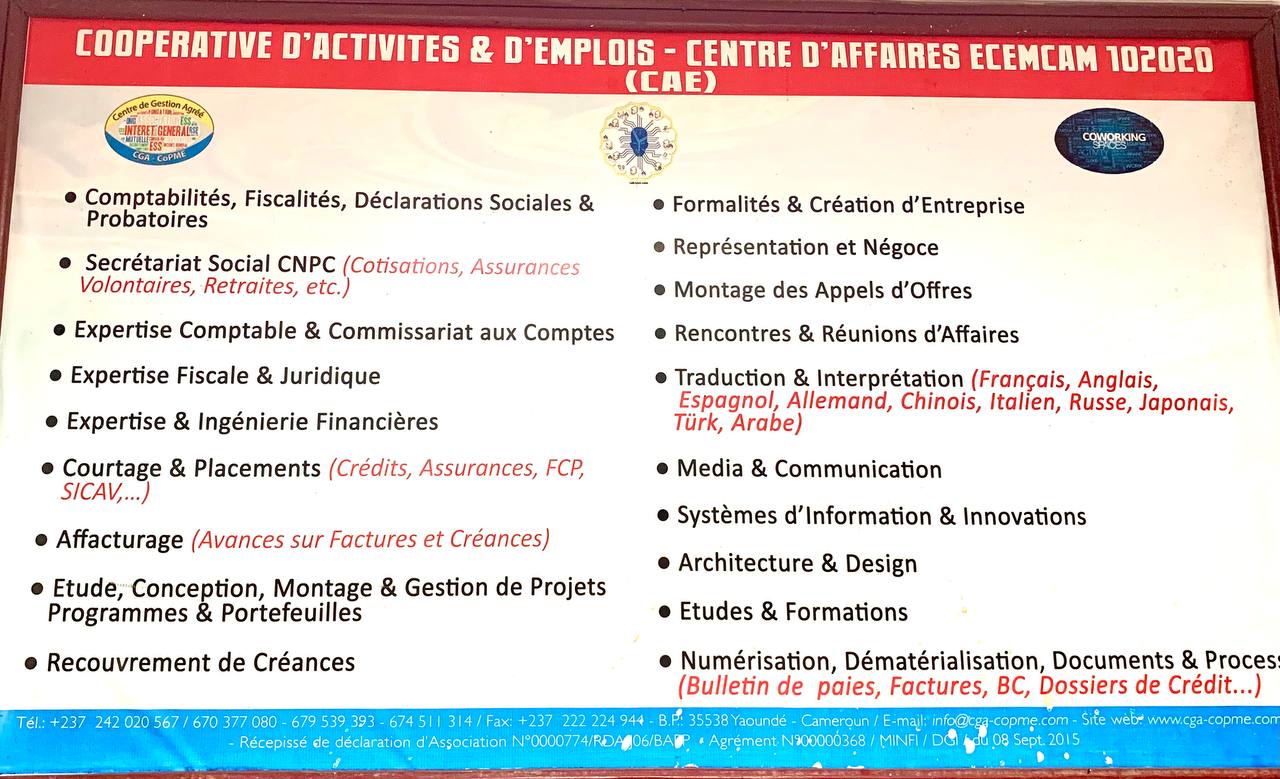 COOPERATIVE D'ACTIVITES & D'EMPLOIS - CENTRE D'AFFAIRES ECEMCAM 102020
(CAE)
Centre de Gestion Agréé
INTERET GENERAL
MUTUELLE
ESS
CGA - CoPME
COWORKING
SPACES
• Comptabilités, Fiscalités, Déclarations Sociales &
Probatoires
• Secrétariat Social CNPC (Cotisations, Assurances
Volontaires, Retraites, etc.)
• Expertise Comptable & Commissariat aux Comptes
• Expertise Fiscale & Juridique
• Expertise & Ingénierie Financières
• Courtage & Placements (Crédits, Assurances, FCP,
SICAV,...)
• Affacturage (Avances sur Factures et Créances)
• Etude, Conception, Montage & Gestion de Projets
Programmes & Portefeuilles
• Recouvrement de Créances
• Formalités & Création d'Entreprise
• Représentation et Négoce
• Montage des Appels d'Offres
• Rencontres & Réunions d'Affaires
• Traduction & Interprétation (Français, Anglais,
Espagnol, Allemand, Chinois, Italien, Russe, Japonais,
Türk, Arabe)
• Media & Communication
• Systèmes d'Information & Innovations
• Architecture & Design
• Etudes & Formations
• Numérisation, Dématérialisation, Documents & Process
(Bulletin de paies, Factures, BC, Dossiers de Crédit...)
Tél.: +237 242 020 567 / 670 377 080 - 679 539 393 - 674 511 314 / Fax: +237 222 224 944 - B.P.: 35538 Yaoundé - Cameroun / E-mail: info@cga-copme.com - Site web: www.cga-copme.com
- Récepissé de déclaration d'Association N°0000774/RDA/J06/BAPP • Agrément N°00000368 / MINFI / DGI / du 08 Sept. 2015